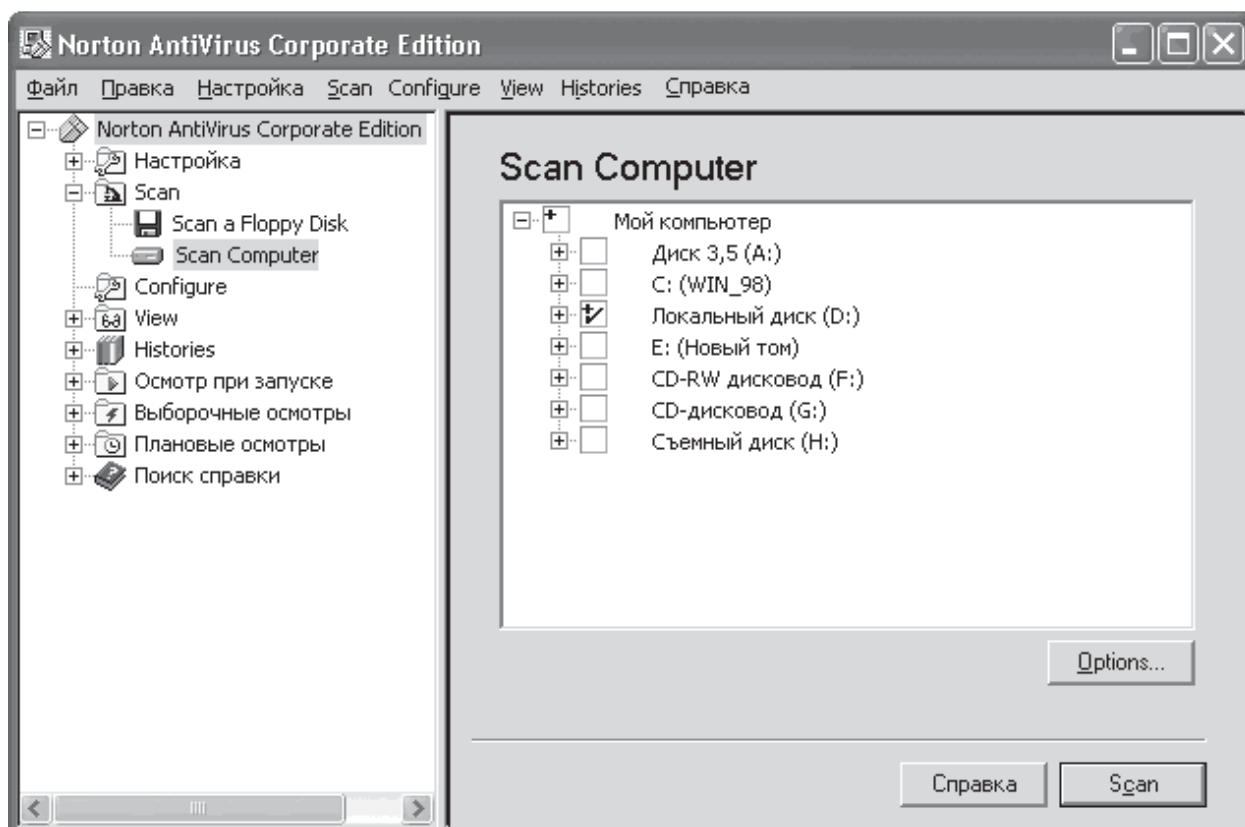 Norton AntiVirus Corporate Edition
Файл Правка Настройка Scan Configure View Histories Справка
Norton AntiVirus Corporate Edition
Настройка
Scan
Scan a Floppy Disk
Scan Computer
Configure
View
Histories
Осмотр при запуске
Выборочные осмотры
Плановые осмотры
Поиск справки
Scan Computer
Мой компьютер
Диск 3,5 (A:)
C: (WIN_98)
Локальный диск (D:)
E: (Новый том)
CD-RW дисковод (F:)
CD-дисковод (G:)
Съемный диск (H:)
Options...
Справка
Scan